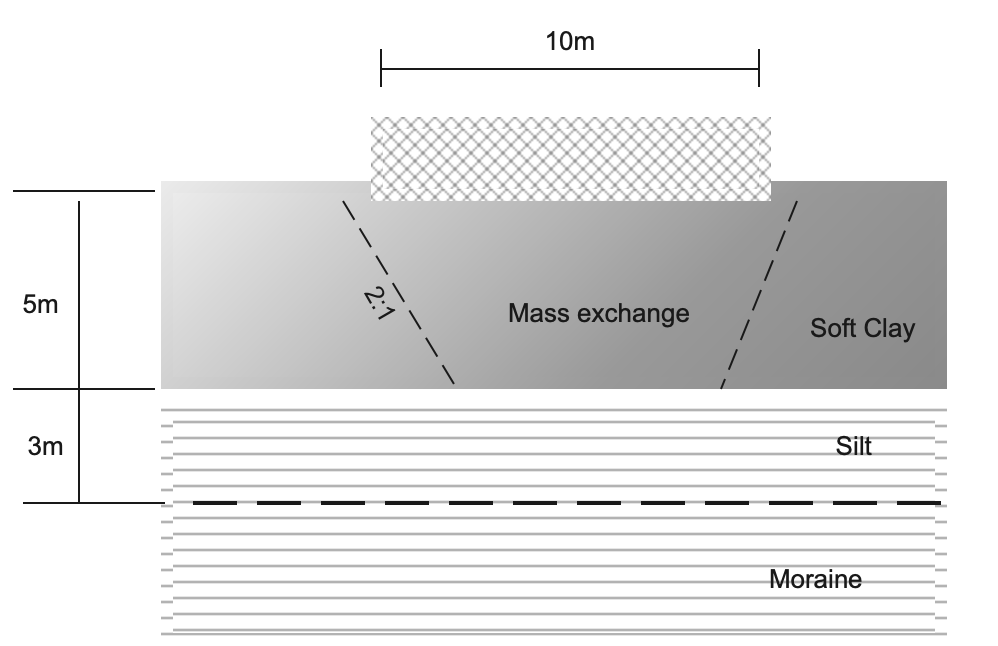 10m
5m
2:1
Mass exchange
Soft Clay
3m
Silt
Moraine